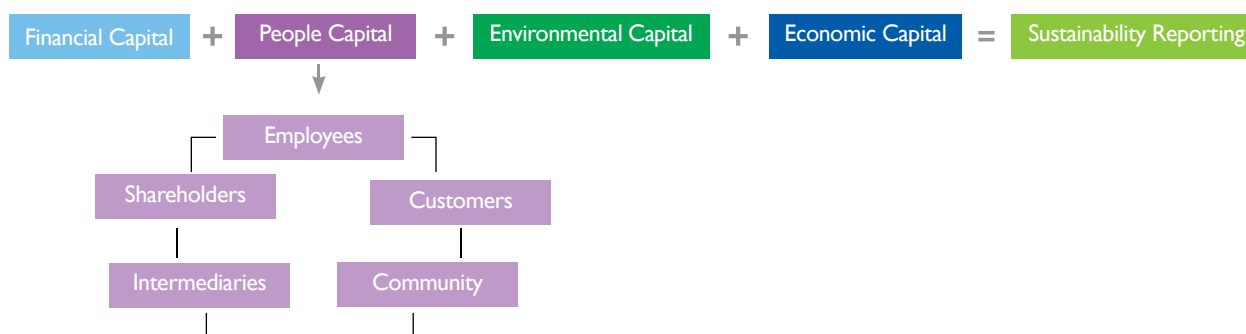 Financial Capital + People Capital + Environmental Capital + Economic Capital = Sustainability Reporting
Employees
Shareholders
Customers
Intermediaries
Community